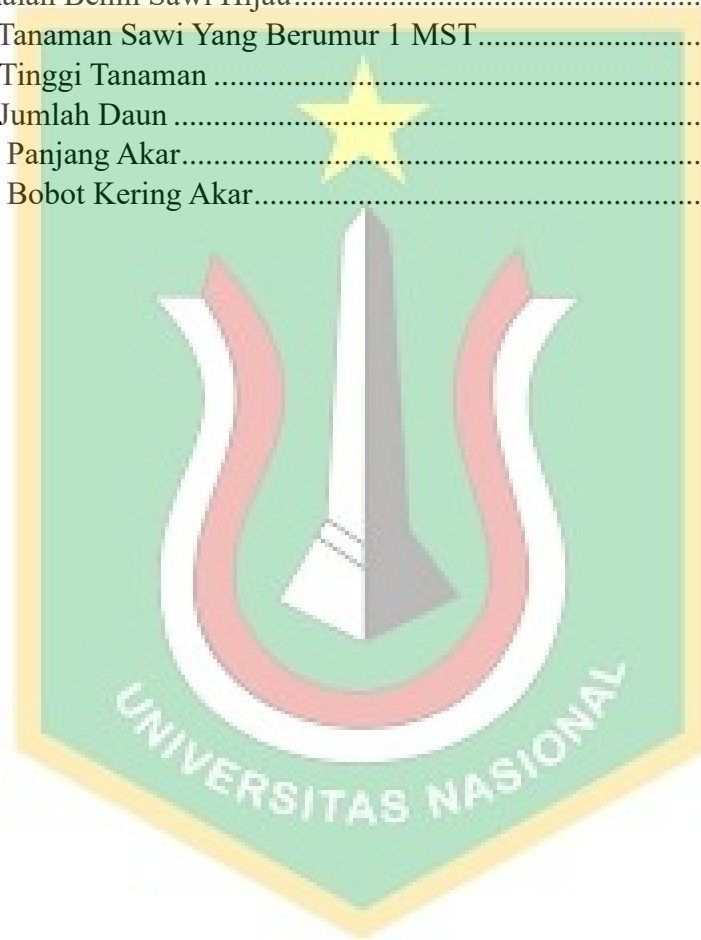 Benih Sawi Hijau........................................
Tanaman Sawi Yang Berumur 1 MST............................
Tinggi Tanaman ............................................................
Jumlah Daun .................................................................
Panjang Akar.................................................................
Bobot Kering Akar........................................................
UNIVERSITAS NASIONAL